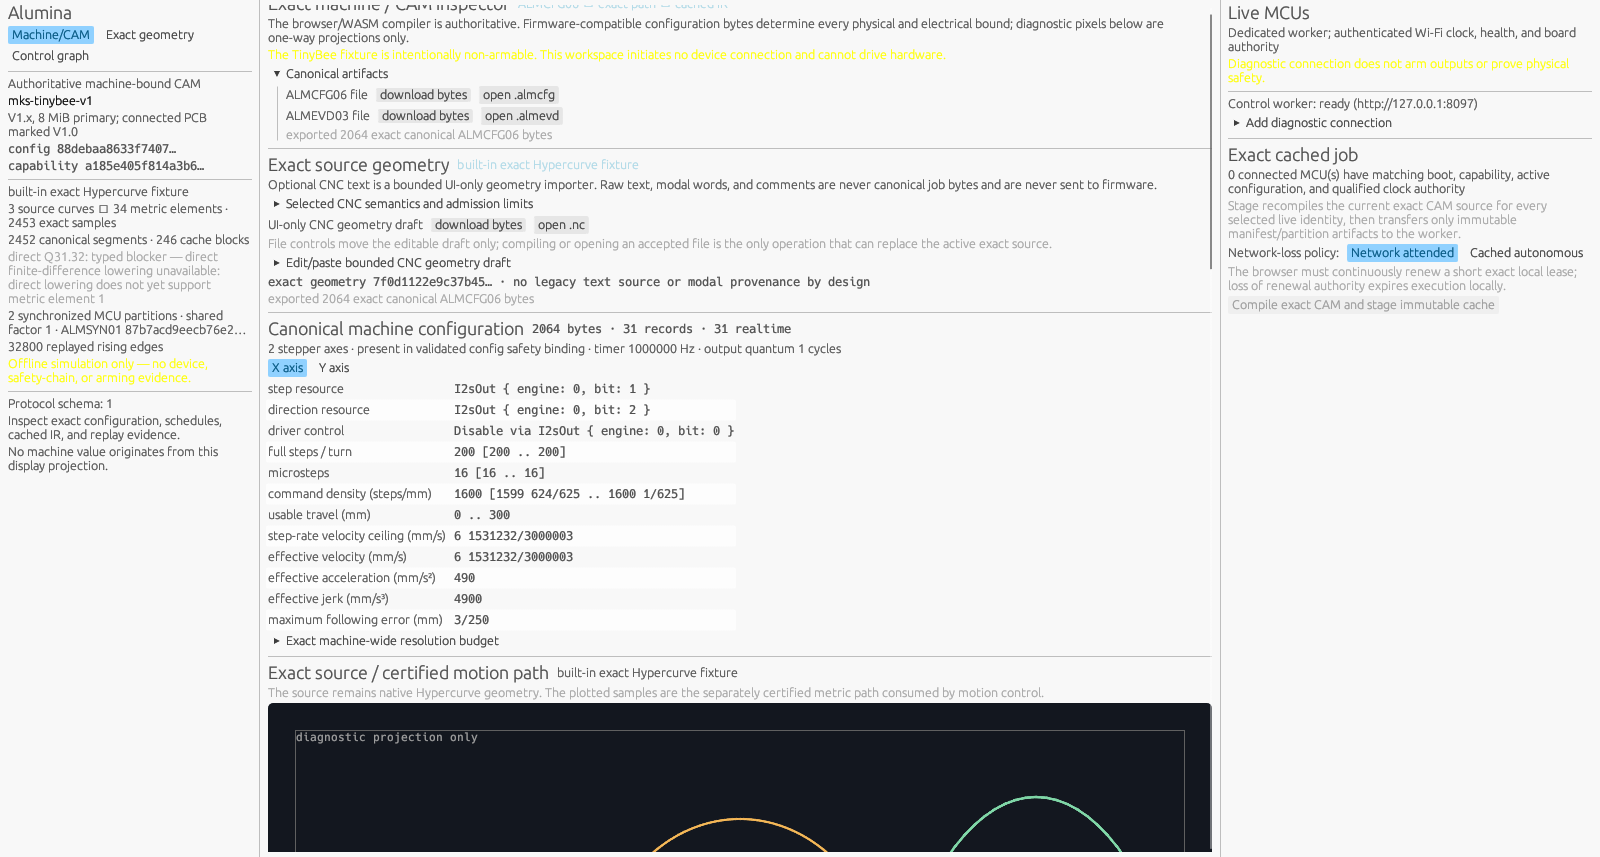 Alumina
Machine/CAM Exact geometry
Control graph
Authoritative machine-bound CAM
mks-tinybee-v1
V1.x, 8 MiB primary; connected PCB
marked V1.0
config 88debaa8633f7407…
capability a185e405f814a3b6…
built-in exact Hypercurve fixture
3 source curves □ 34 metric elements ·
2453 exact samples
2452 canonical segments · 246 cache blocks
direct Q31.32: typed blocker — direct
finite-difference lowering unavailable:
direct lowering does not yet support
metric element 1
2 synchronized MCU partitions · shared
factor 1 · ALMSYN01 87b7acd9eecb76e2…
32800 replayed rising edges
Offline simulation only — no device,
safety-chain, or arming evidence.
Protocol schema: 1
Inspect exact configuration, schedules,
cached IR, and replay evidence.
No machine value originates from this
display projection.
Exact machine / CAM inspector
The browser/WASM compiler is authoritative. Firmware-compatible configuration bytes determine every physical and electrical bound; diagnostic pixels below are
one-way projections only.
The TinyBee fixture is intentionally non-armable. This workspace initiates no device connection and cannot drive hardware.
▼ Canonical artifacts
ALMCFG06 file download bytes open .almcfg
ALMEVD03 file download bytes open .almevd
exported 2064 exact canonical ALMCFG06 bytes
Exact source geometry built-in exact Hypercurve fixture
Optional CNC text is a bounded UI-only geometry importer. Raw text, modal words, and comments are never canonical job bytes and are never sent to firmware.
▶ Selected CNC semantics and admission limits
UI-only CNC geometry draft download bytes open .nc
File controls move the editable draft only; compiling or opening an accepted file is the only operation that can replace the active exact source.
▶ Edit/paste bounded CNC geometry draft
exact geometry 7f0d1122e9c37b45… · no legacy text source or modal provenance by design
exported 2064 exact canonical ALMCFG06 bytes
Canonical machine configuration 2064 bytes · 31 records · 31 realtime
2 stepper axes · present in validated config safety binding · timer 1000000 Hz · output quantum 1 cycles
X axis Y axis
step resource I2sOut { engine: 0, bit: 1 }
direction resource I2sOut { engine: 0, bit: 2 }
driver control Disable via I2sOut { engine: 0, bit: 0 }
full steps / turn 200 [200 .. 200]
microsteps 16 [16 .. 16]
command density (steps/mm) 1600 [1599 624/625 .. 1600 1/625]
usable travel (mm) 0 .. 300
step-rate velocity ceiling (mm/s) 6 1531232/3000003
effective velocity (mm/s) 6 1531232/3000003
effective acceleration (mm/s²) 490
effective jerk (mm/s³) 4900
maximum following error (mm) 3/250
▶ Exact machine-wide resolution budget
Exact source / certified motion path built-in exact Hypercurve fixture
The source remains native Hypercurve geometry. The plotted samples are the separately certified metric path consumed by motion control.
diagnostic projection only
Live MCUs
Dedicated worker; authenticated Wi-Fi clock, health, and board
authority
Diagnostic connection does not arm outputs or prove physical
safety.
Control worker: ready (http://127.0.0.1:8097)
▶ Add diagnostic connection
Exact cached job
0 connected MCU(s) have matching boot, capability, active
configuration, and qualified clock authority
Stage recompiles the current exact CAM source for every
selected live identity, then transfers only immutable
manifest/partition artifacts to the worker.
Network-loss policy: Network attended Cached autonomous
The browser must continuously renew a short exact local lease;
loss of renewal authority expires execution locally.
Compile exact CAM and stage immutable cache